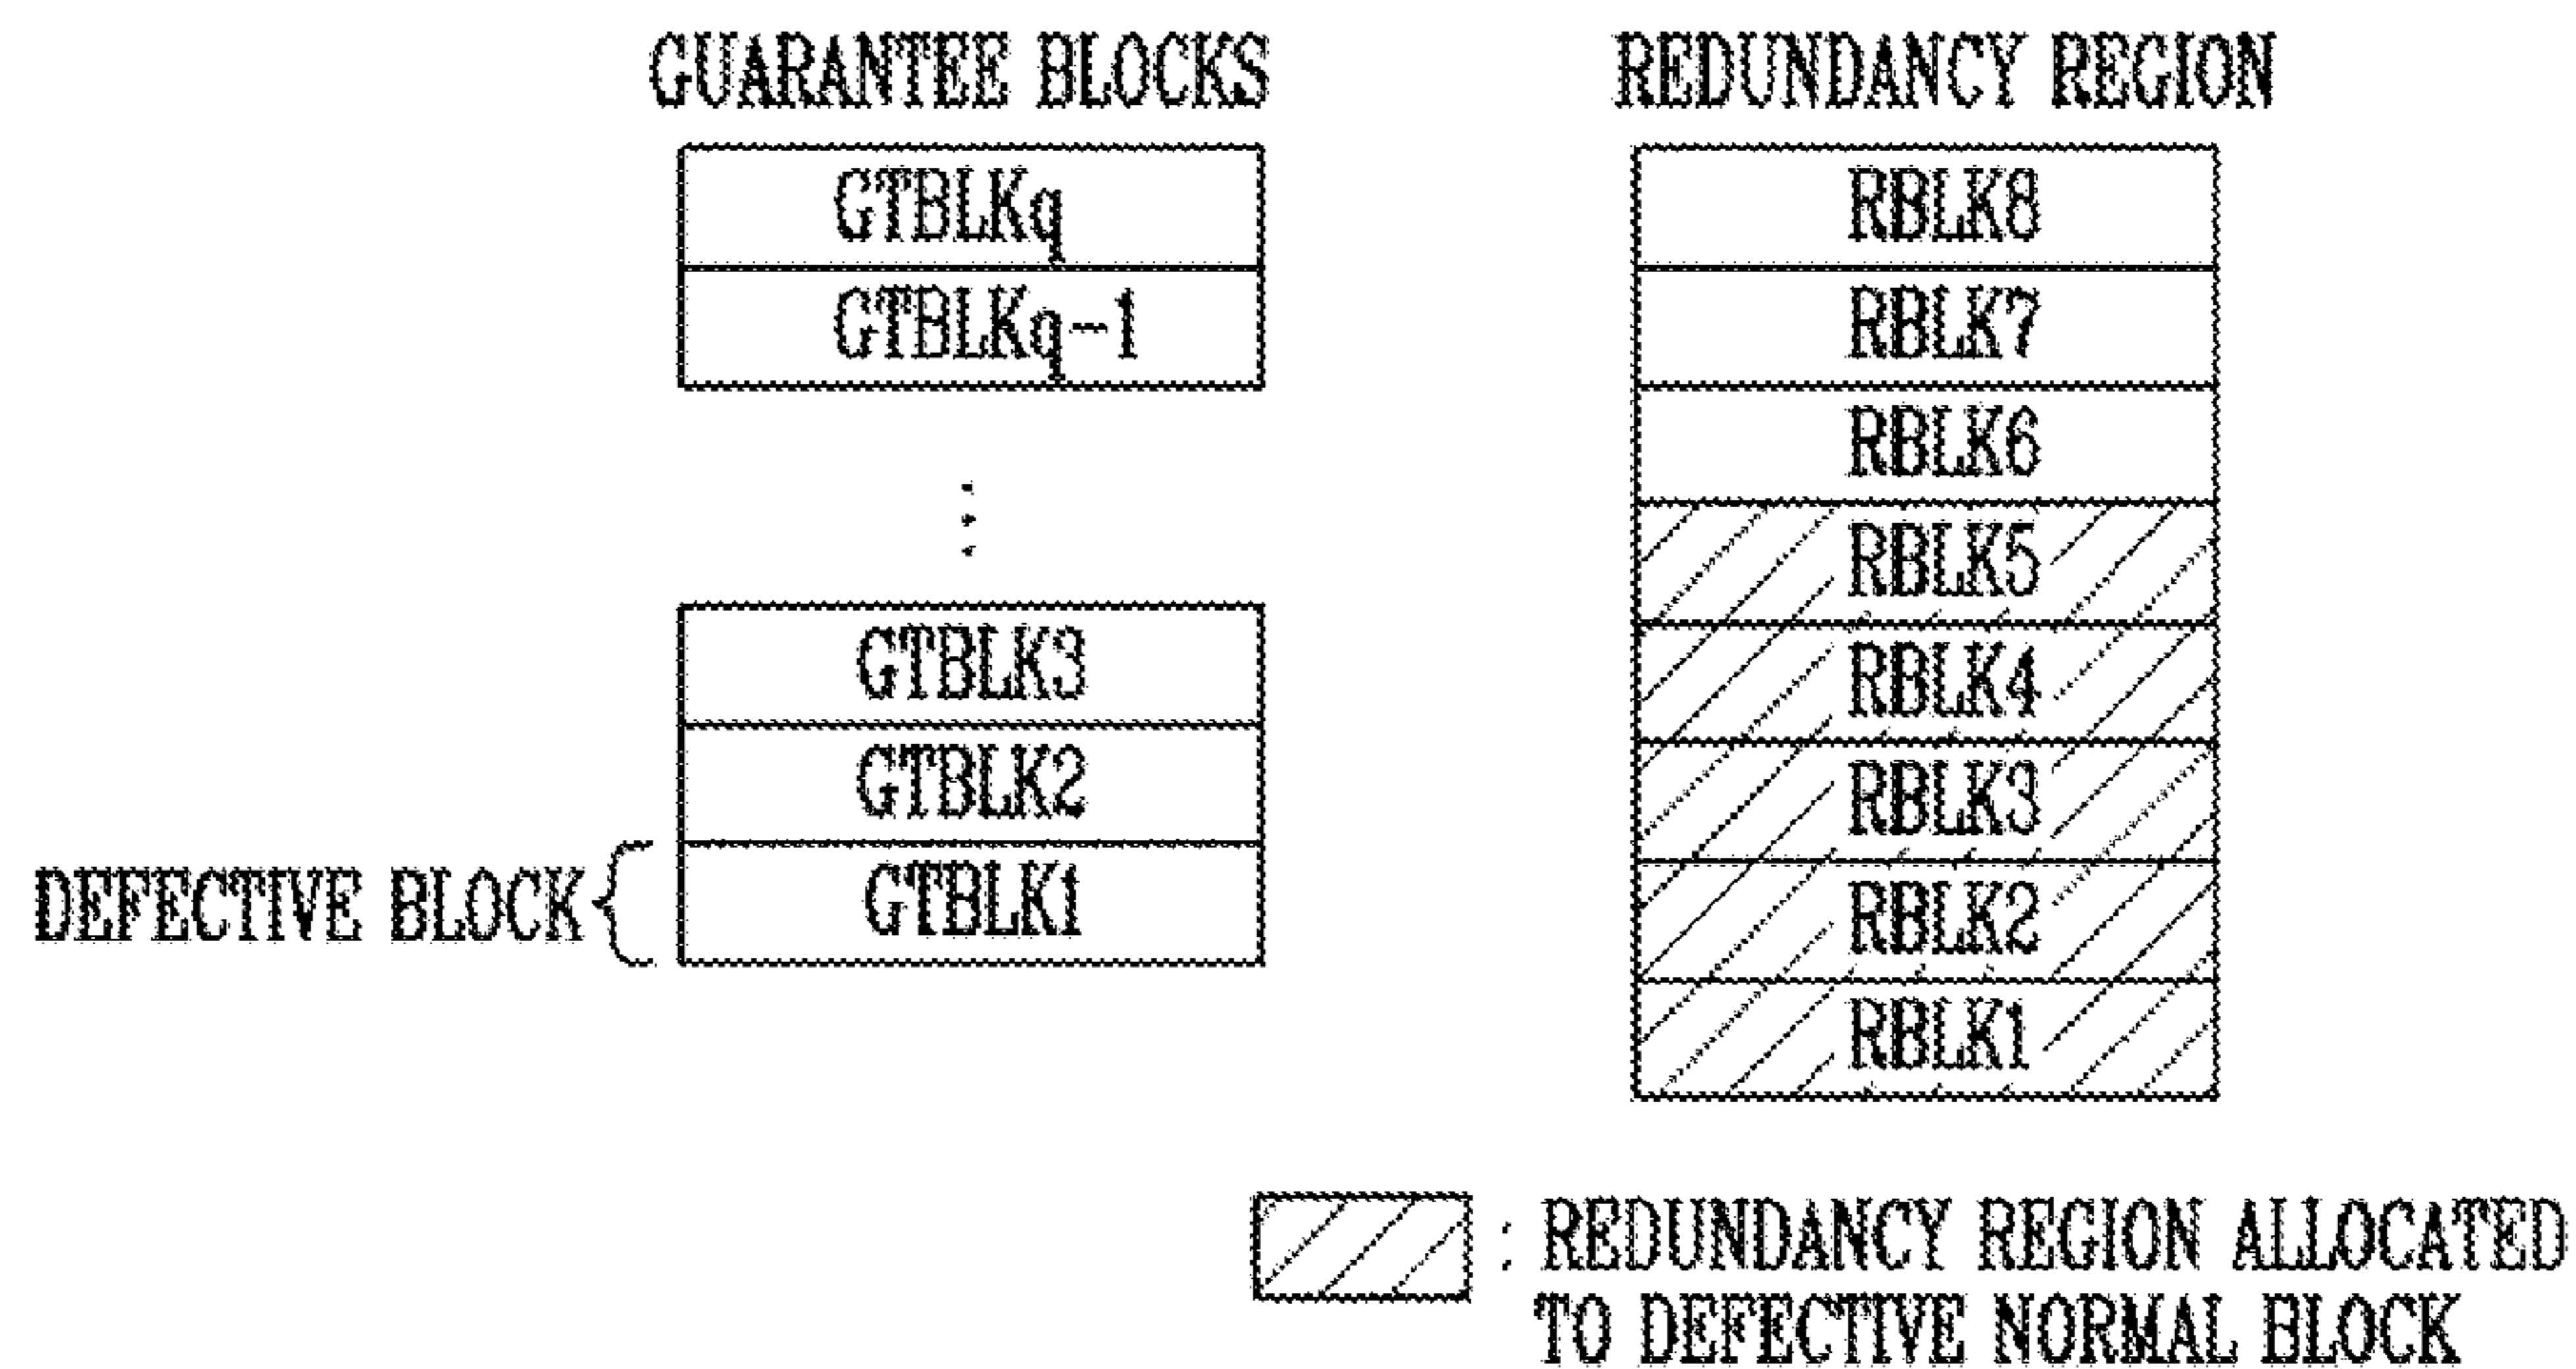 GUARANTEE BLOCKS
GTBLKq
GTBLKq-1
GTBLK3
GTBLK2
DEFECTIVE BLOCK
GTBLK1
REDUNDANCY REGION
RBLK8
RBLK7
RBLK6
RBLK5
RBLK4
RBLK3
RBLK2
RBLK1
: REDUNDANCY REGION ALLOCATED
TO DEFECTIVE NORMAL BLOCK